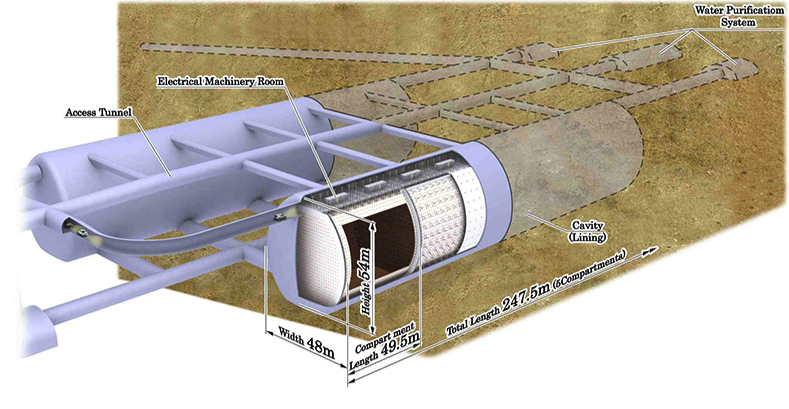 Water Purification
System
Electrical Machinery Room
Access Tunnel
Cavity
(Lining)
Height 54m
Total Length 247.5m (5Compartments)
Width 48m
Compart ment
Length 49.5m